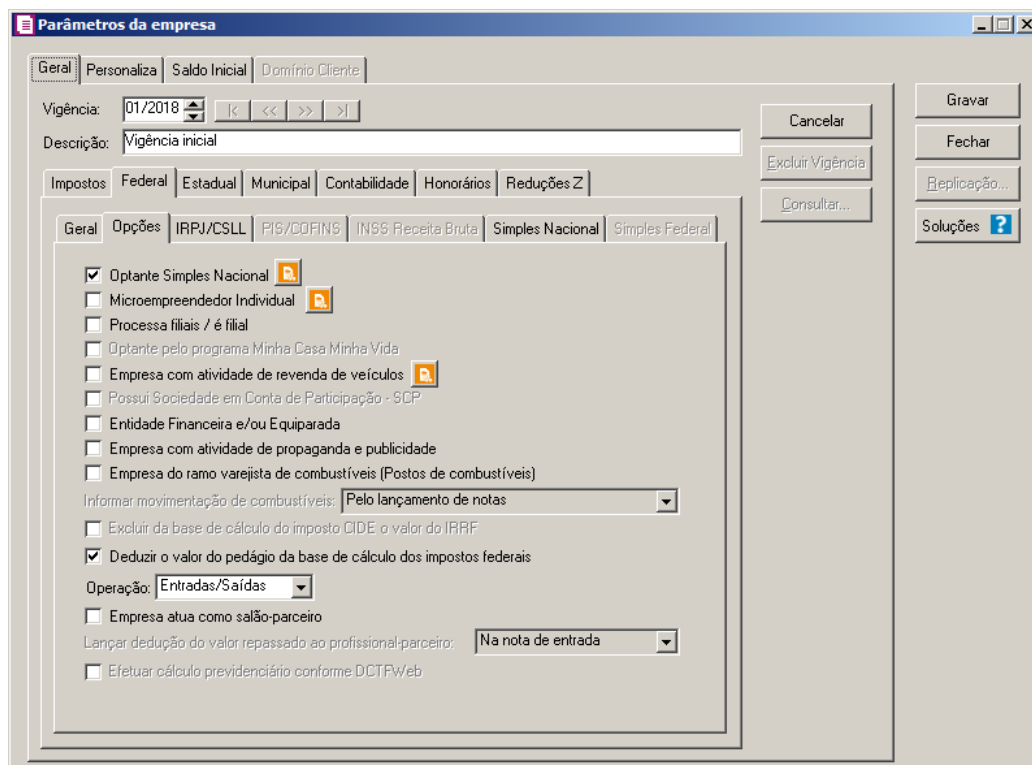 Parâmetros da empresa
Geral Personaliza Saldo Inicial Domínio Cliente
Vigência: 01/2018 |< << >> >|
Descrição: Vigência inicial
Cancelar
Excluir Vigência
Consultar...
Gravar
Fechar
Replicação...
Soluções ?
Impostos Federal Estadual Municipal Contabilidade Honorários Reduções Z
Geral Opções IRPJ/CSLL PIS/COFINS INSS Receita Bruta Simples Nacional Simples Federal
Optante Simples Nacional
Microempreendedor Individual
Processa filiais / é filial
Optante pelo programa Minha Casa Minha Vida
Empresa com atividade de revenda de veículos
Possui Sociedade em Conta de Participação - SCP
Entidade Financeira e/ou Equiparada
Empresa com atividade de propaganda e publicidade
Empresa do ramo varejista de combustíveis (Postos de combustíveis)
Informar movimentação de combustíveis: Pelo lançamento de notas
Excluir da base de cálculo do imposto CIDE o valor do IRRF
Deduzir o valor do pedágio da base de cálculo dos impostos federais
Operação: Entradas/Saídas
Empresa atua como salão-parceiro
Lançar dedução do valor repassado ao profissional-parceiro: Na nota de entrada
Efetuar cálculo previdenciário conforme DCTFWeb